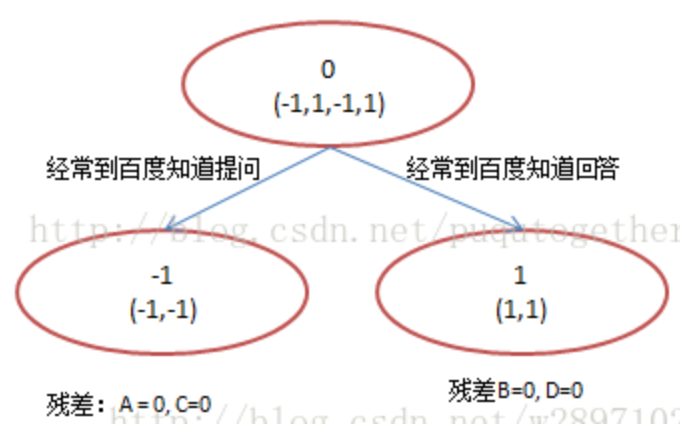 0
(-1,1,-1,1)
经常到百度知道提问
经常到百度知道回答
http://blog.csdn.net/puqutogether
-1
(-1,-1)
1
(1,1)
残差：A = 0, C=0
残差B=0, D=0
http://blog.csdn.net/w2897102